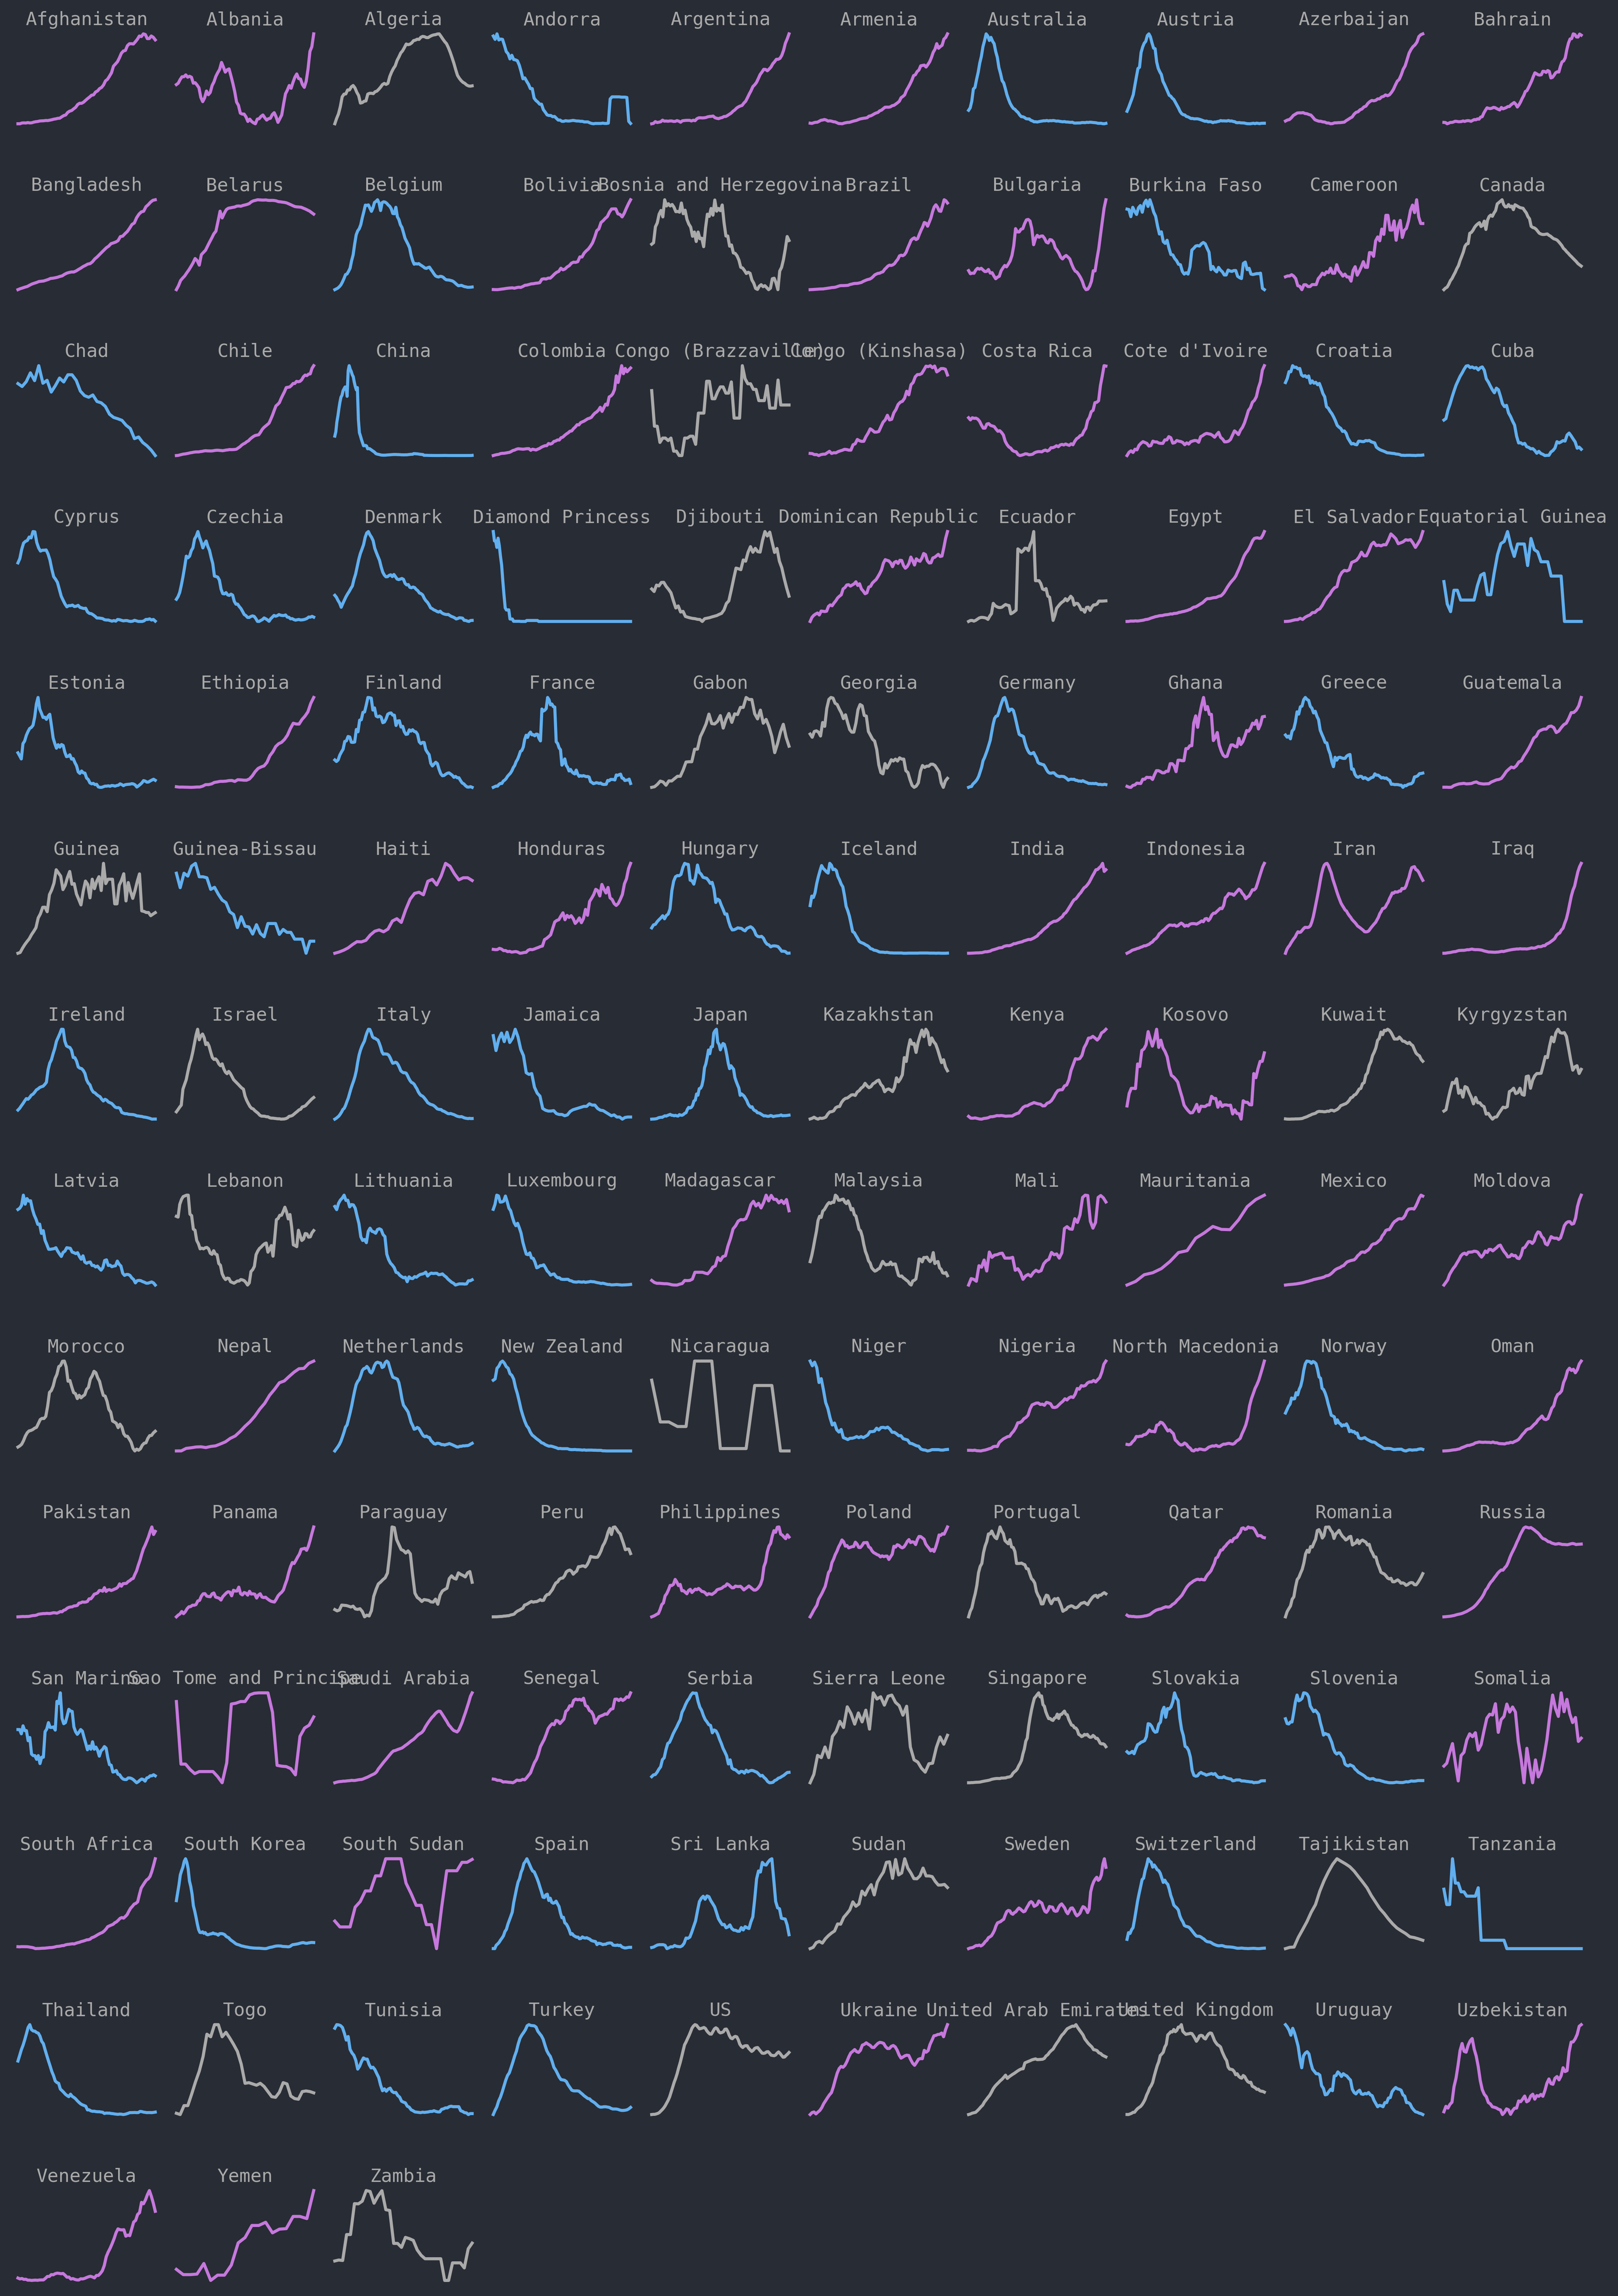 Afghanistan Albania Algeria Andorra Argentina Armenia Australia Austria Azerbaijan Bahrain
Bangladesh Belarus Belgium Bolivia Bosnia and Herzegovina Brazil Bulgaria Burkina Faso Cameroon Canada
Chad Chile China Colombia Congo (Brazzaville) Congo (Kinshasa) Costa Rica Cote d'Ivoire Croatia Cuba
Cyprus Czechia Denmark Diamond Princess Djibouti Dominican Republic Ecuador Egypt El Salvador Equatorial Guinea
Estonia Ethiopia Finland France Gabon Georgia Germany Ghana Greece Guatemala
Guinea Guinea-Bissau Haiti Honduras Hungary Iceland India Indonesia Iran Iraq
Ireland Israel Italy Jamaica Japan Kazakhstan Kenya Kosovo Kuwait Kyrgyzstan
Latvia Lebanon Lithuania Luxembourg Madagascar Malaysia Mali Mauritania Mexico Moldova
Morocco Nepal Netherlands New Zealand Nicaragua Niger Nigeria North Macedonia Norway Oman
Pakistan Panama Paraguay Peru Philippines Poland Portugal Qatar Romania Russia
San Marino Sao Tome and Principe Saudi Arabia Senegal Serbia Sierra Leone Singapore Slovakia Slovenia Somalia
South Africa South Korea South Sudan Spain Sri Lanka Sudan Sweden Switzerland Tajikistan Tanzania
Thailand Togo Tunisia Turkey US Ukraine United Arab Emirates United Kingdom Uruguay Uzbekistan
Venezuela Yemen Zambia